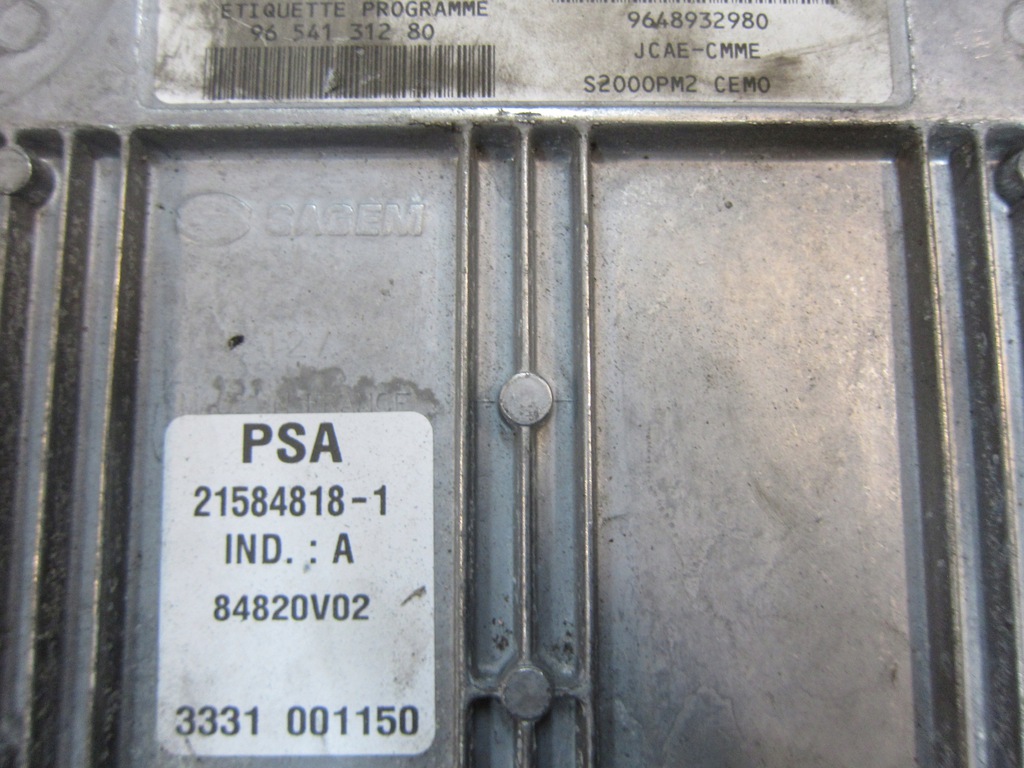 ETIQUETTE PROGRAMME
96 541 312 80
9648932980
JCAE-CMME
S2000PM2 CEMO
SAGEM
PSA
21584818-1
IND. : A
84820V02
3331 001150